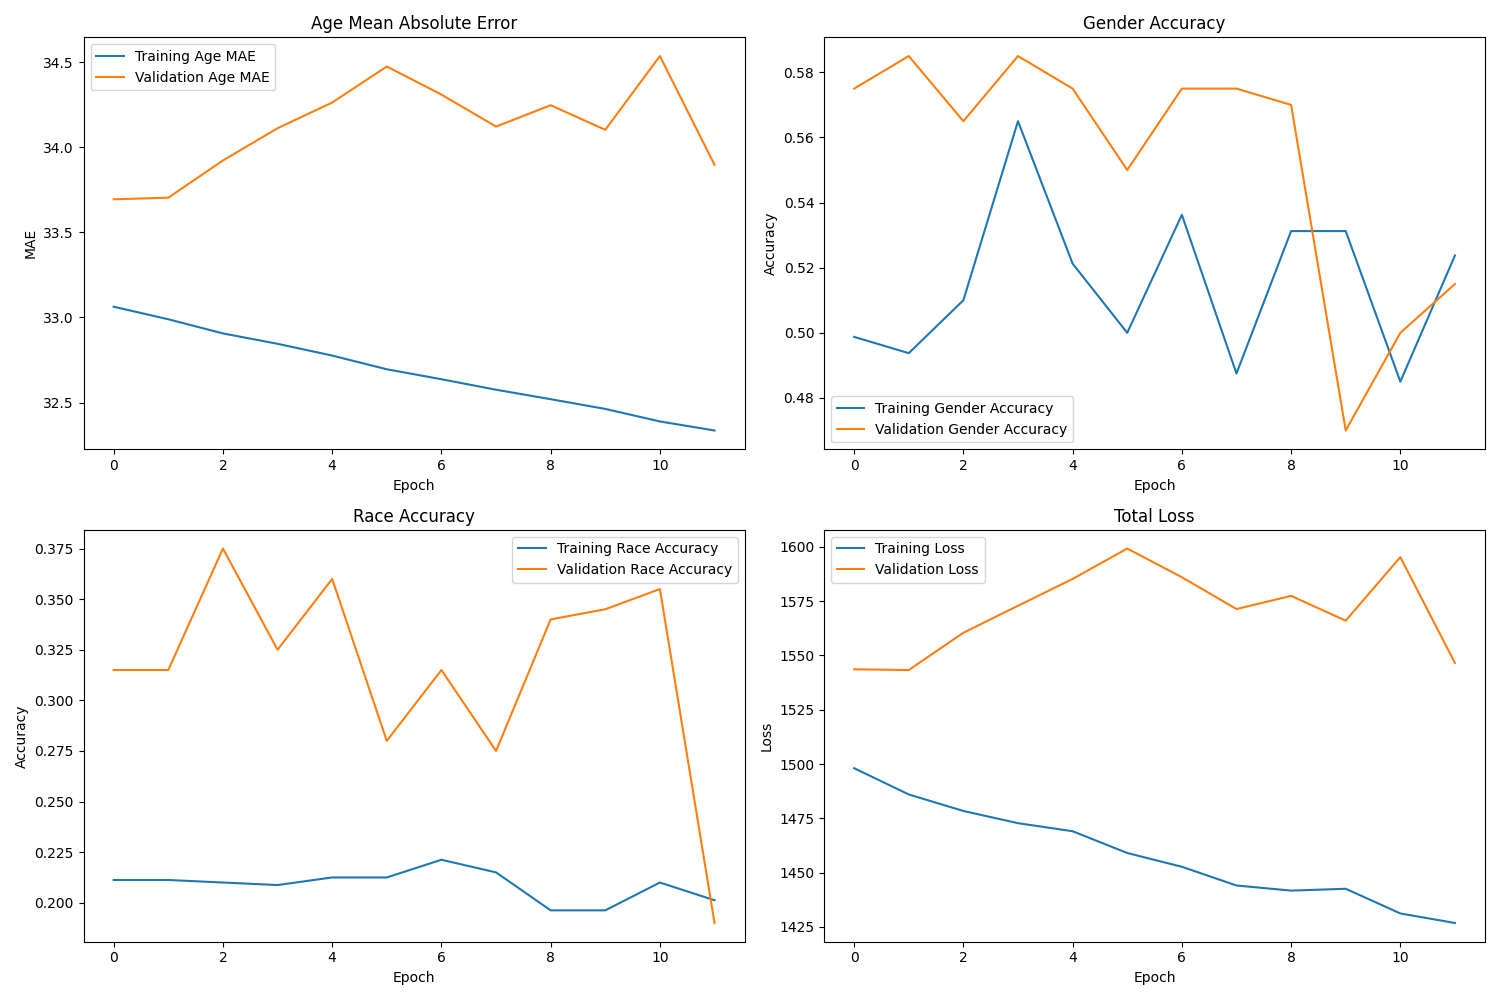 Age Mean Absolute Error
Training Age MAE
Validation Age MAE
34.5
34.0
33.5
33.0
32.5
MAE
0 2 4 6 8 10
Epoch
Gender Accuracy
0.58
0.56
0.54
0.52
0.50
0.48
Accuracy
Training Gender Accuracy
Validation Gender Accuracy
0 2 4 6 8 10
Epoch
Race Accuracy
Training Race Accuracy
Validation Race Accuracy
0.375
0.350
0.325
0.300
0.275
0.250
0.225
0.200
Accuracy
0 2 4 6 8 10
Epoch
Total Loss
Training Loss
Validation Loss
1600
1575
1550
1525
1500
1475
1450
1425
Loss
0 2 4 6 8 10
Epoch